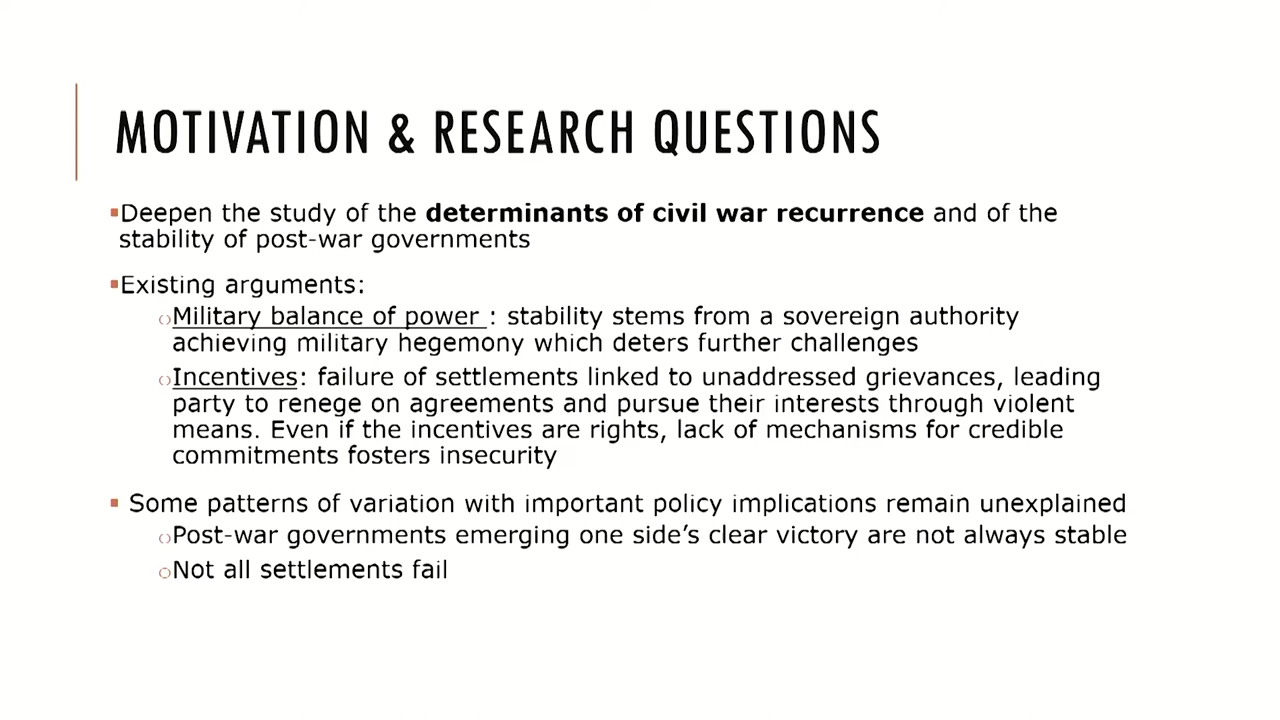 MOTIVATION & RESEARCH QUESTIONS
▪Deepen the study of the determinants of civil war recurrence and of the
stability of post-war governments
▪Existing arguments:
○Military balance of power : stability stems from a sovereign authority
achieving military hegemony which deters further challenges
○Incentives: failure of settlements linked to unaddressed grievances, leading
party to renege on agreements and pursue their interests through violent
means. Even if the incentives are rights, lack of mechanisms for credible
commitments fosters insecurity
▪ Some patterns of variation with important policy implications remain unexplained
○Post-war governments emerging one side's clear victory are not always stable
○Not all settlements fail